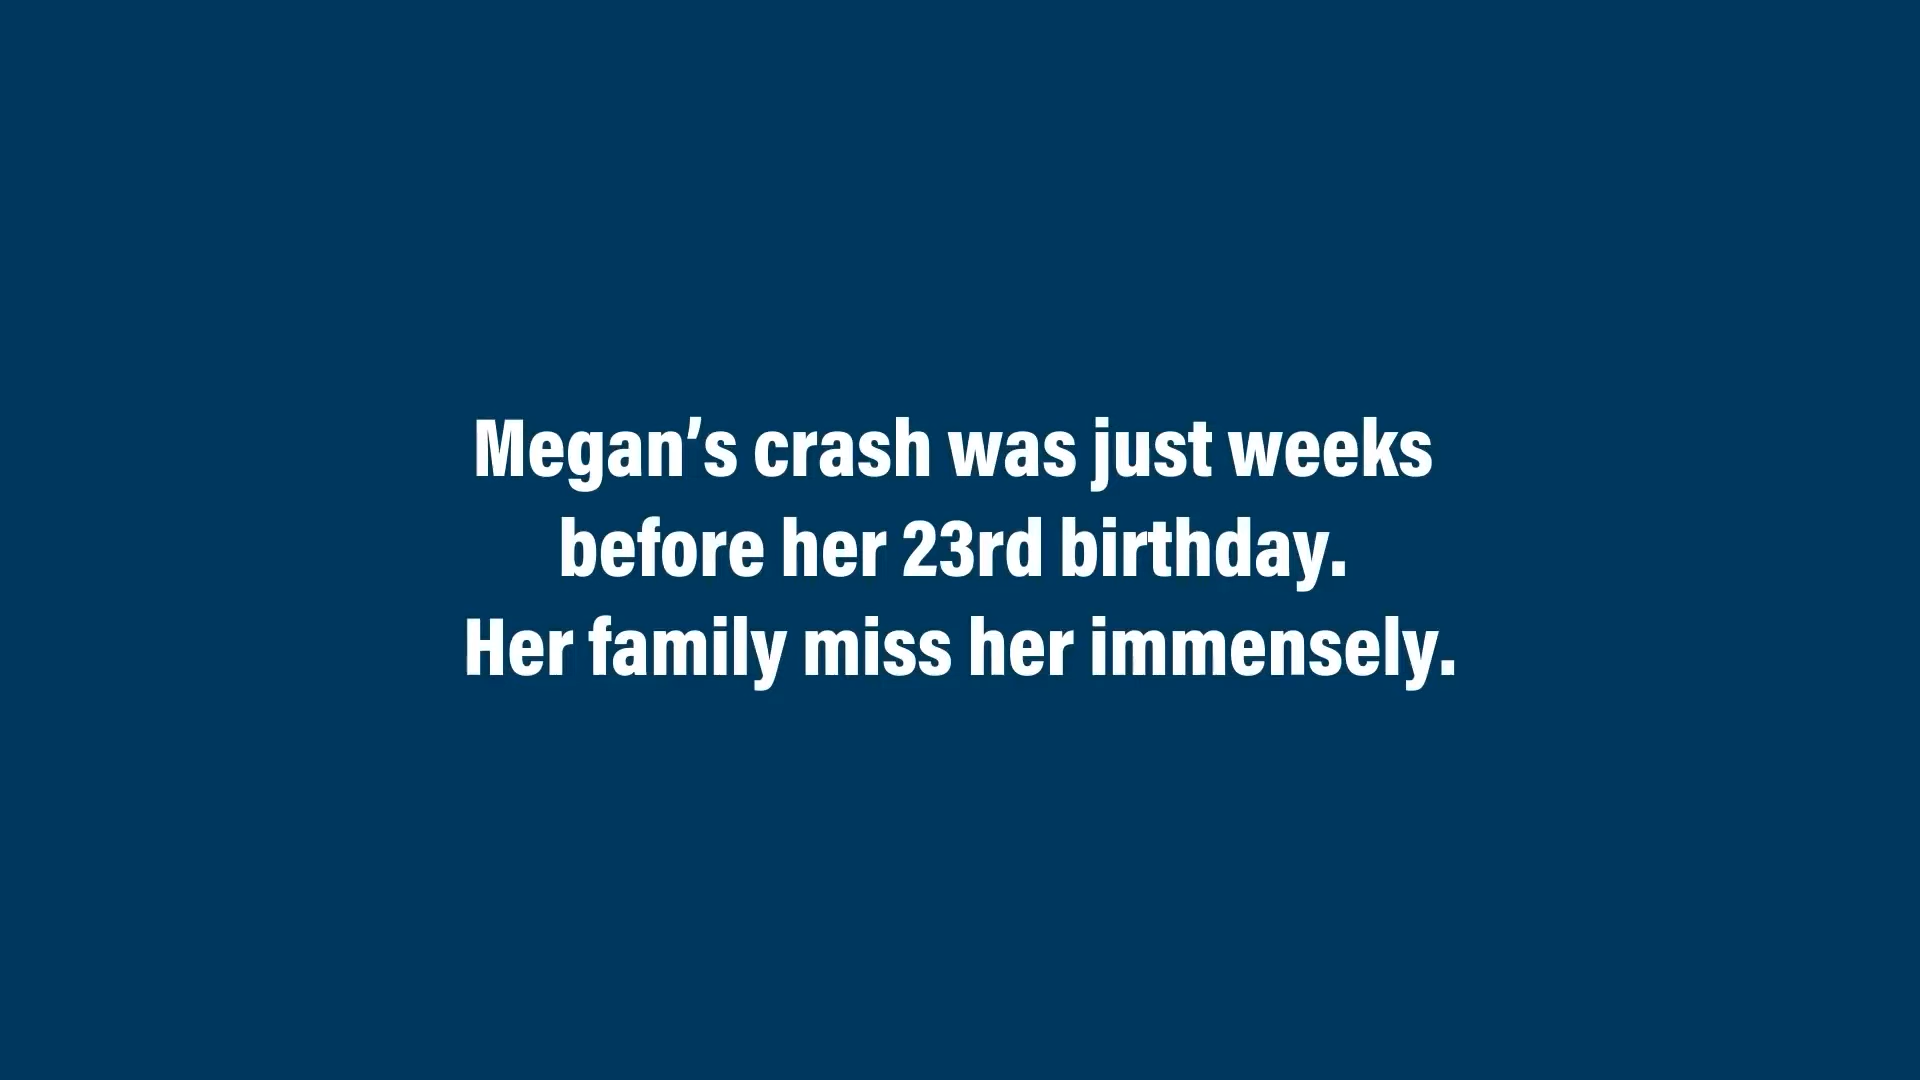 Megan’s crash was just weeks
before her 23rd birthday.
Her family miss her immensely.